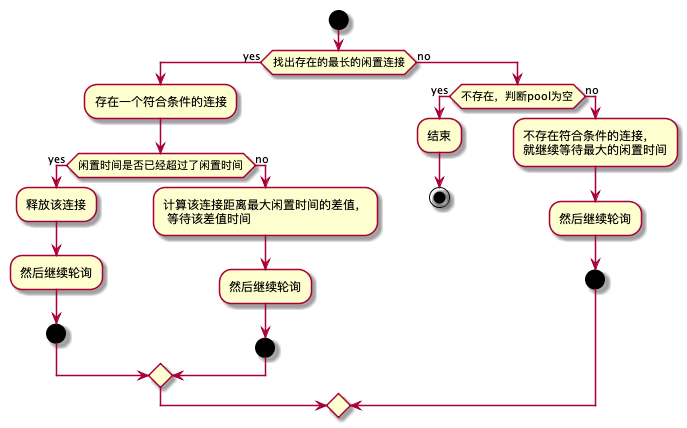 找出存在的最长的闲置连接
yes
no
存在一个符合条件的连接
闲置时间是否已经超过了闲置时间
yes
no
释放该连接
然后继续轮询
计算该连接距离最大闲置时间的差值，
等待该差值时间
然后继续轮询
不存在，判断pool为空
yes
no
结束
不存在符合条件的连接，
就继续等待最大的闲置时间
然后继续轮询